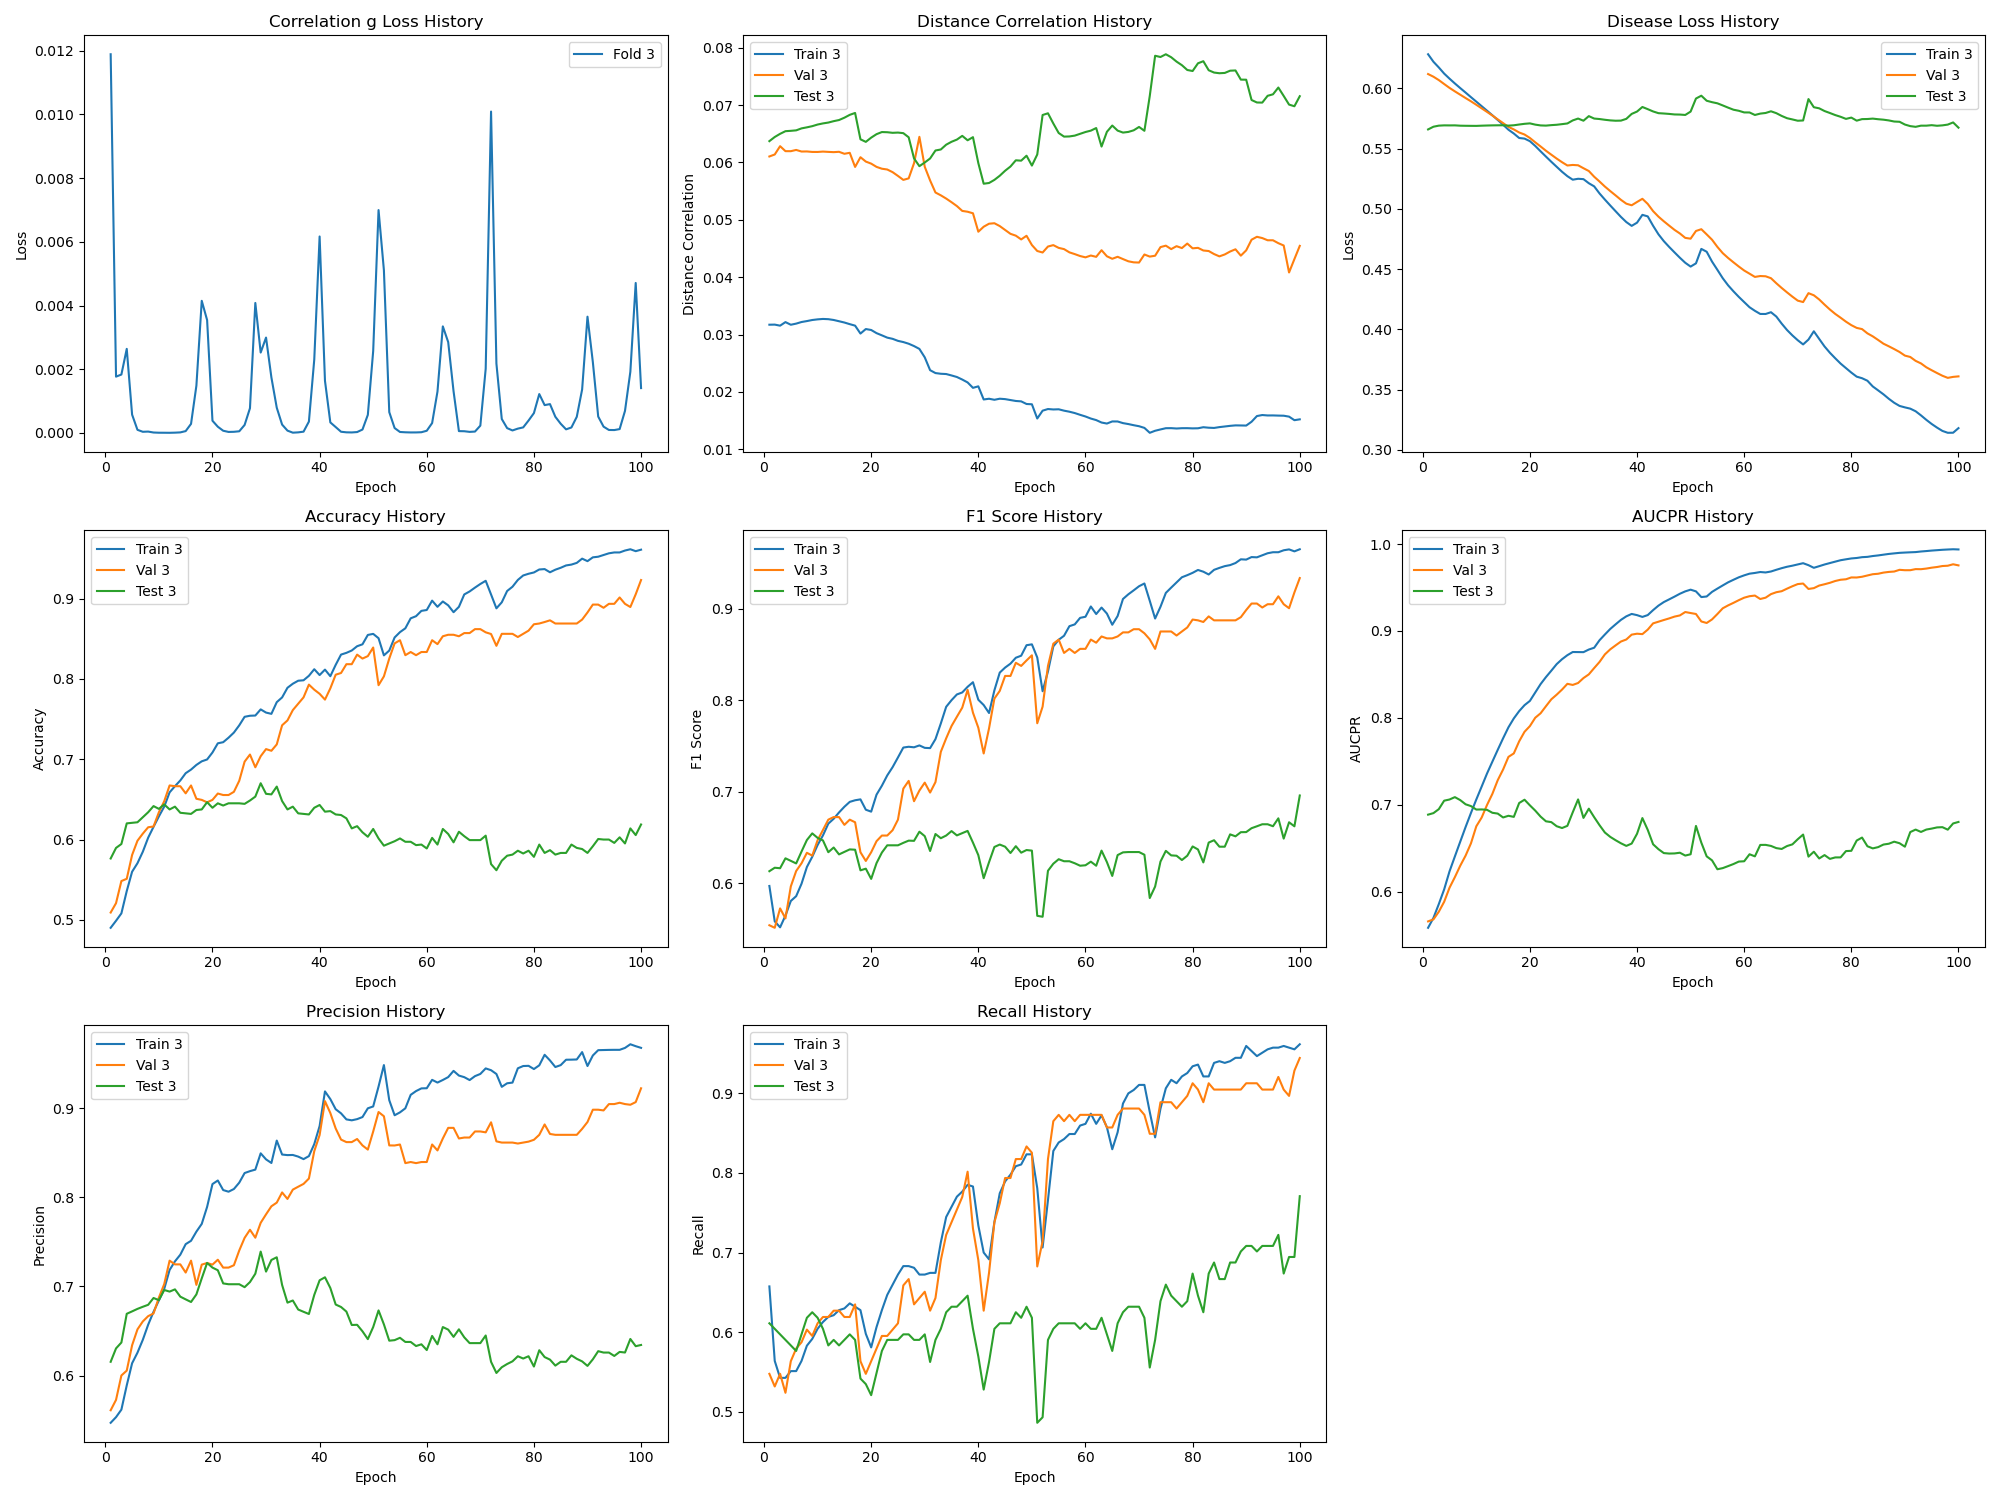 Correlation g Loss History
Loss
0.012
0.010
0.008
0.006
0.004
0.002
0.000
Fold 3
0 20 40 60 80 100
Epoch
Distance Correlation History
Distance Correlation
0.08
0.07
0.06
0.05
0.04
0.03
0.02
0.01
Train 3
Val 3
Test 3
0 20 40 60 80 100
Epoch
Disease Loss History
Loss
0.60
0.55
0.50
0.45
0.40
0.35
0.30
Train 3
Val 3
Test 3
0 20 40 60 80 100
Epoch
Accuracy History
Accuracy
0.9
0.8
0.7
0.6
0.5
Train 3
Val 3
Test 3
0 20 40 60 80 100
Epoch
F1 Score History
F1 Score
0.9
0.8
0.7
0.6
Train 3
Val 3
Test 3
0 20 40 60 80 100
Epoch
AUCPR History
AUCPR
1.0
0.9
0.8
0.7
0.6
Train 3
Val 3
Test 3
0 20 40 60 80 100
Epoch
Precision History
Precision
0.9
0.8
0.7
0.6
Train 3
Val 3
Test 3
0 20 40 60 80 100
Epoch
Recall History
Recall
0.9
0.8
0.7
0.6
0.5
Train 3
Val 3
Test 3
0 20 40 60 80 100
Epoch